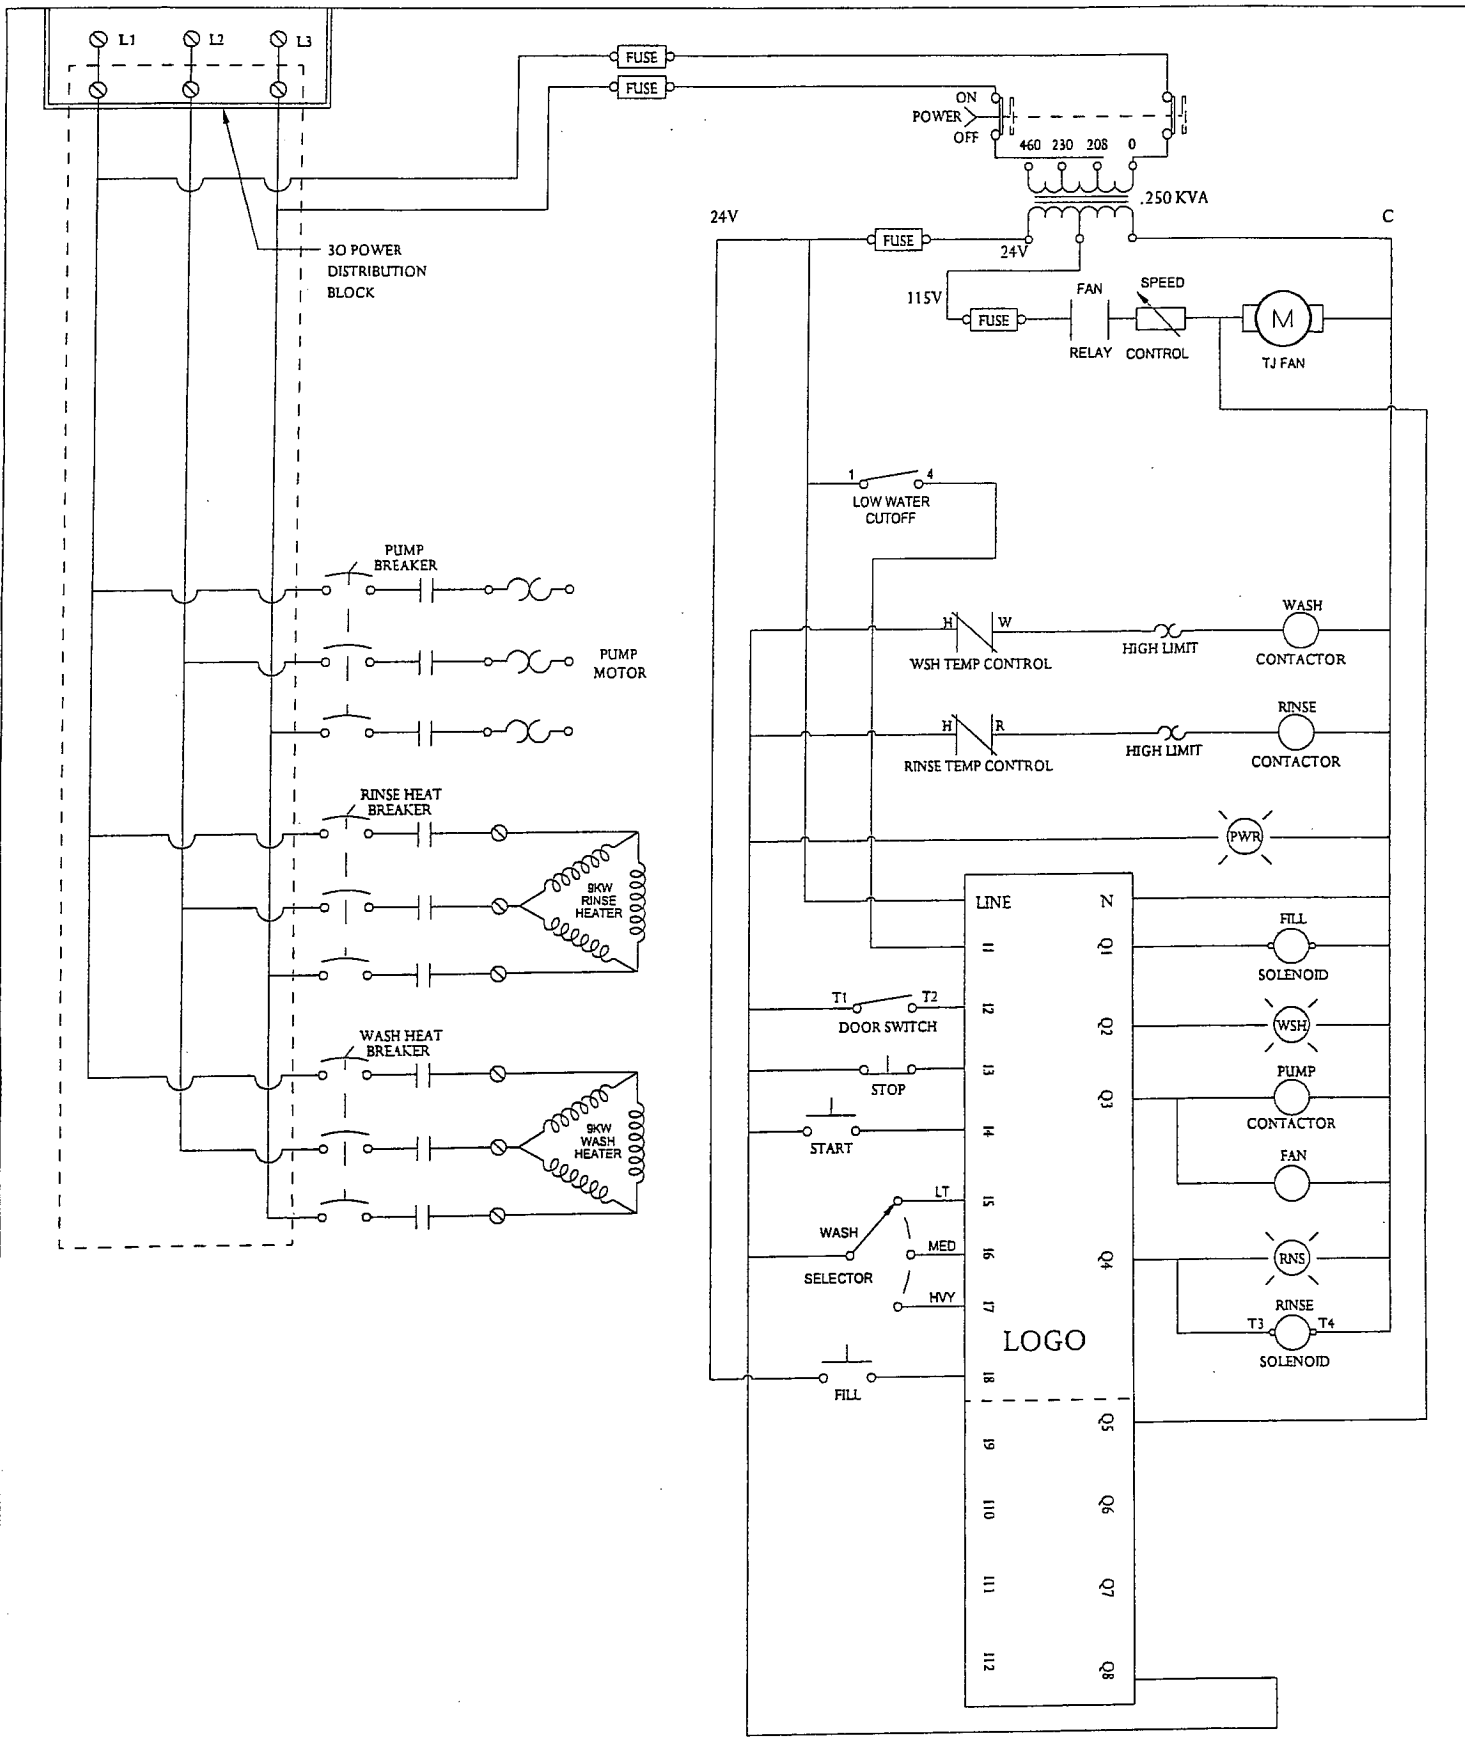 L1
L2
L3
FUSE
FUSE
ON
POWER
OFF
460 230 208 0
.250 KVA
24V
C
FUSE
24V
3O POWER
DISTRIBUTION
BLOCK
115V
FUSE
FAN
RELAY
SPEED
CONTROL
M
TJ FAN
1
4
LOW WATER
CUTOFF
PUMP
BREAKER
PUMP
MOTOR
H
W
WSH TEMP CONTROL
HIGH LIMIT
WASH
CONTACTOR
H
R
RINSE TEMP CONTROL
HIGH LIMIT
RINSE
CONTACTOR
RINSE HEAT
BREAKER
9KW
RINSE
HEATER
PWR
LINE
N
I1
Q1
FILL
SOLENOID
T1
T2
DOOR SWITCH
I2
Q2
WSH
WASH HEAT
BREAKER
9KW
WASH
HEATER
STOP
I3
Q3
PUMP
CONTACTOR
START
I4
FAN
LT
I5
WASH
SELECTOR
MED
I6
Q4
RNS
HVY
I7
LOGO
RINSE
T3
T4
SOLENOID
FILL
I8
Q5
I9
I10
Q6
I11
Q7
I12
Q8